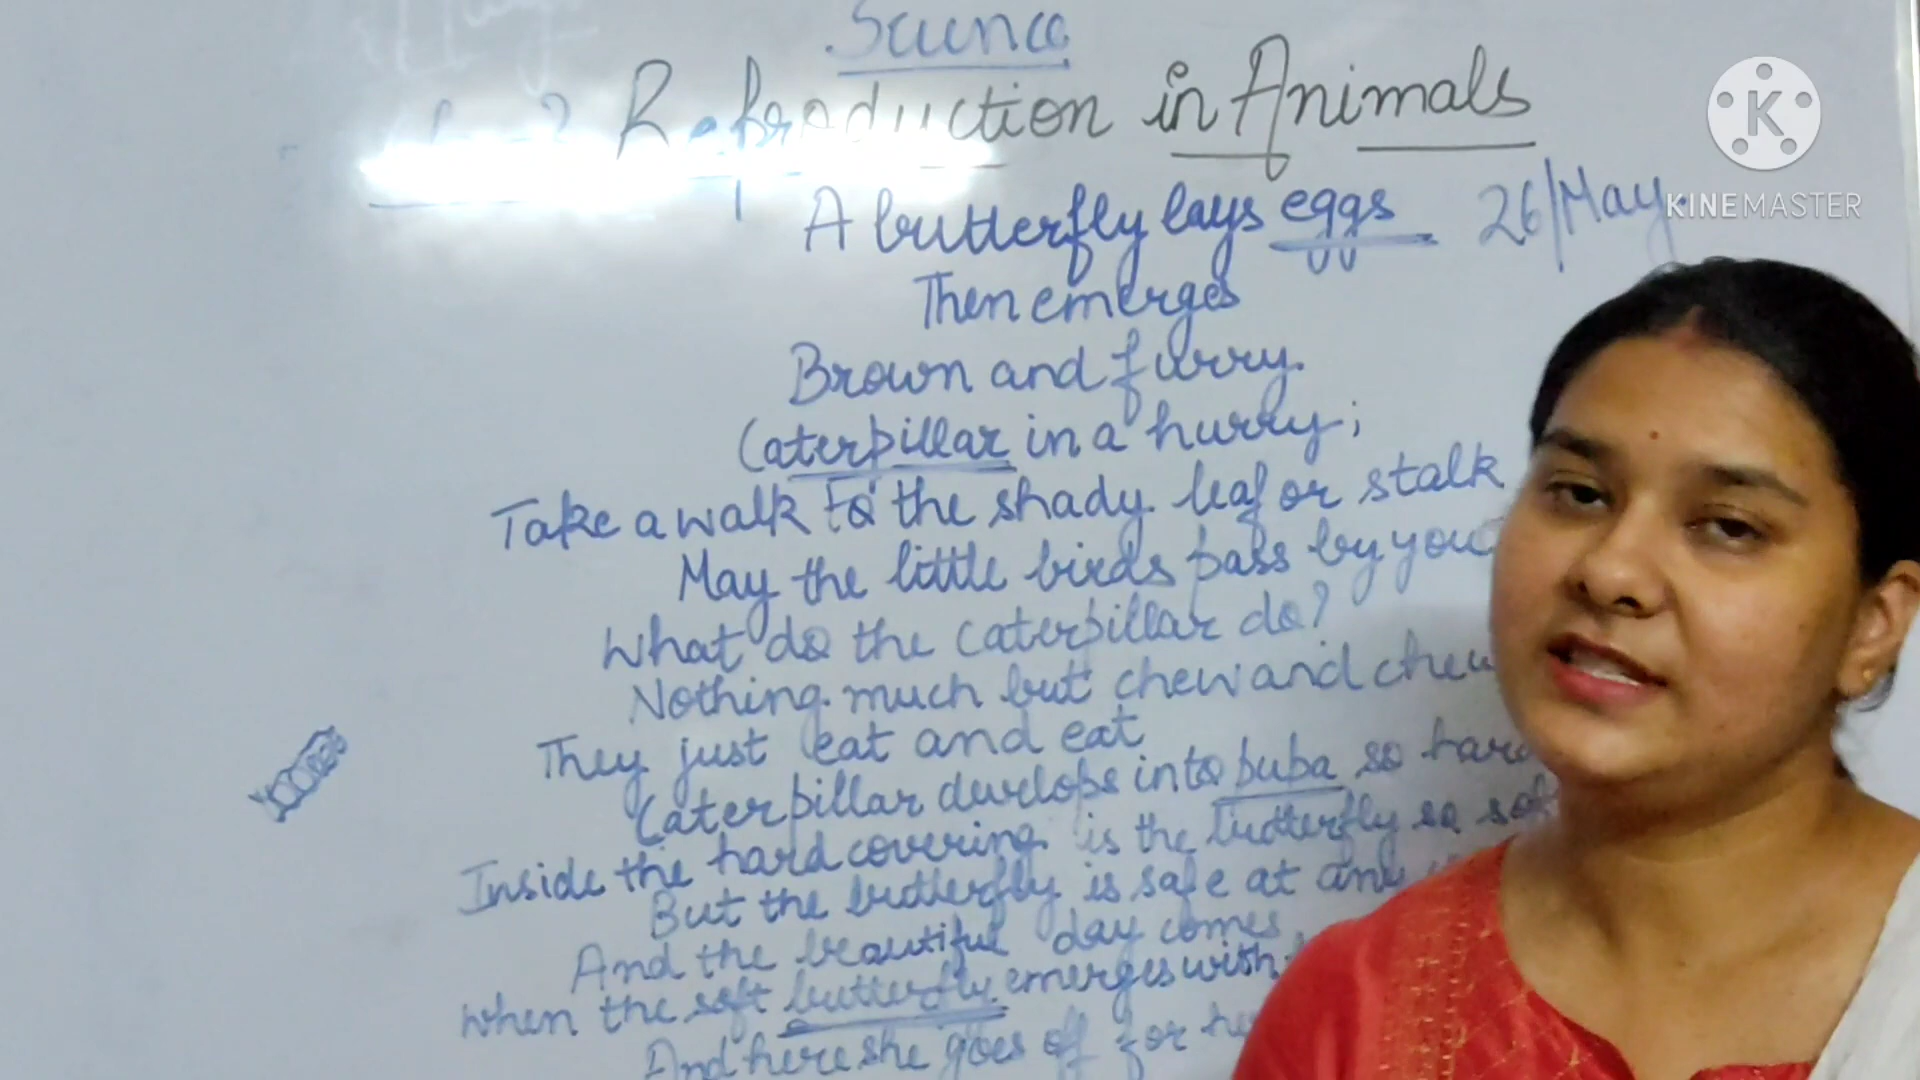 Science
Reproduction in Animals
A butterfly lays eggs
26/May
Then emerges
Brown and furry.
Caterpillar in a hurry;
Take a walk to the shady leaf or stalk
May the little birds pass by you
What do the caterpillar do?
Nothing much but chew and chew
They just eat and eat
Caterpillar develops into pupa so hard
Inside the hard covering is the butterfly so soft
But the butterfly is safe at any
And the beautiful day comes
When the soft butterfly emerges with
And here she goes off for
K
KINEMASTER